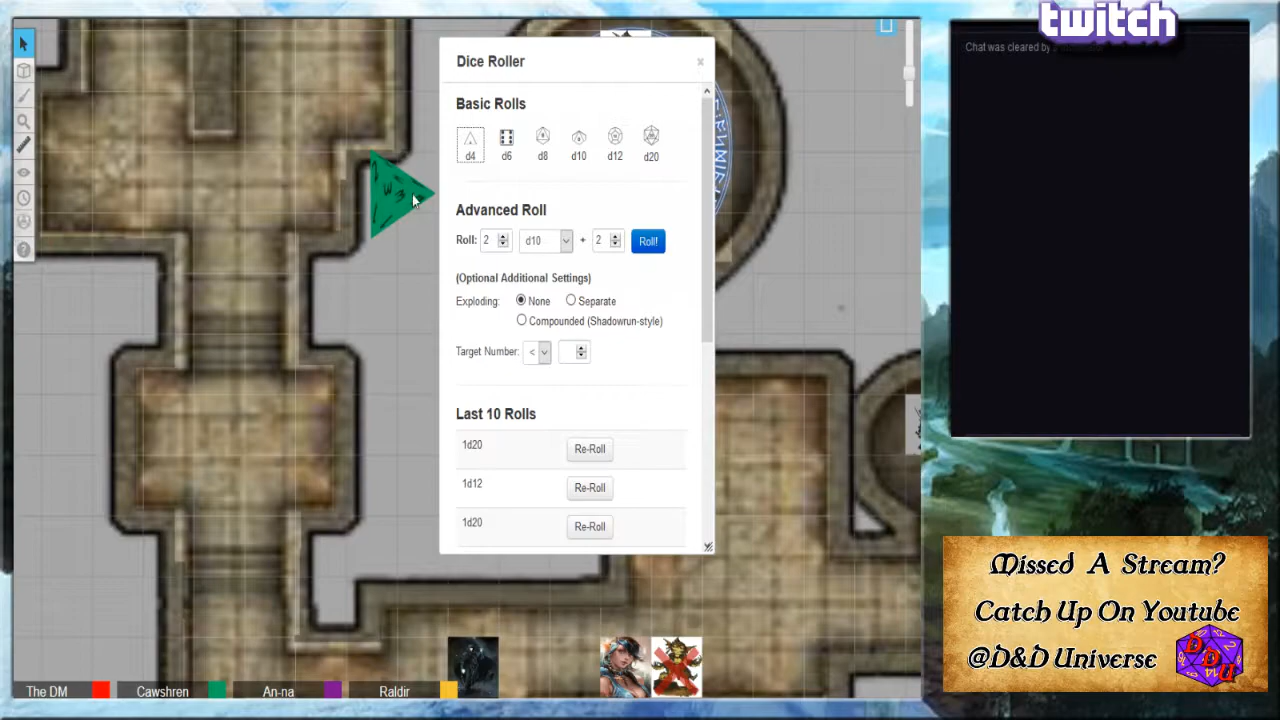 twitch
Chat was cleared by
Dice Roller
Basic Rolls
d4 d6 d8 d10 d12 d20
Advanced Roll
Roll: 2 d10 + 2 Roll!
(Optional Additional Settings)
Exploding: None Separate
Compounded (Shadowrun-style)
Target Number: <
Last 10 Rolls
1d20 Re-Roll
1d12 Re-Roll
1d20 Re-Roll
Missed A Stream?
Catch Up On Youtube
@D&D Universe
DDU
The DM Cawshren An-na Raldir